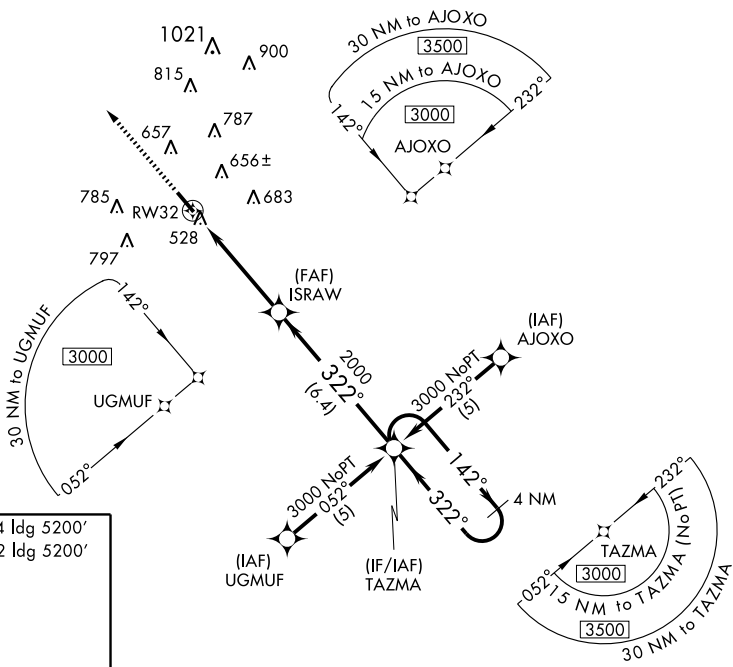 1021
900
815
787
657
656±
785
683
RW32
528
797
30 NM to AJOXO
3500
15 NM to AJOXO
142°
232°
3000
AJOXO
(FAF)
ISRAW
142°
3000
30 NM to UGMUF
UGMUF
052°
2000
322°
(6.4)
(IAF)
AJOXO
3000 NoPT
232°
(5)
142°
322°
4 NM
3000 NoPT
052°
(5)
(IAF)
UGMUF
(IF/IAF)
TAZMA
232°
TAZMA
052°
3000
15 NM to TAZMA (NoPT)
3500
30 NM to TAZMA
4 ldg 5200'
2 ldg 5200'